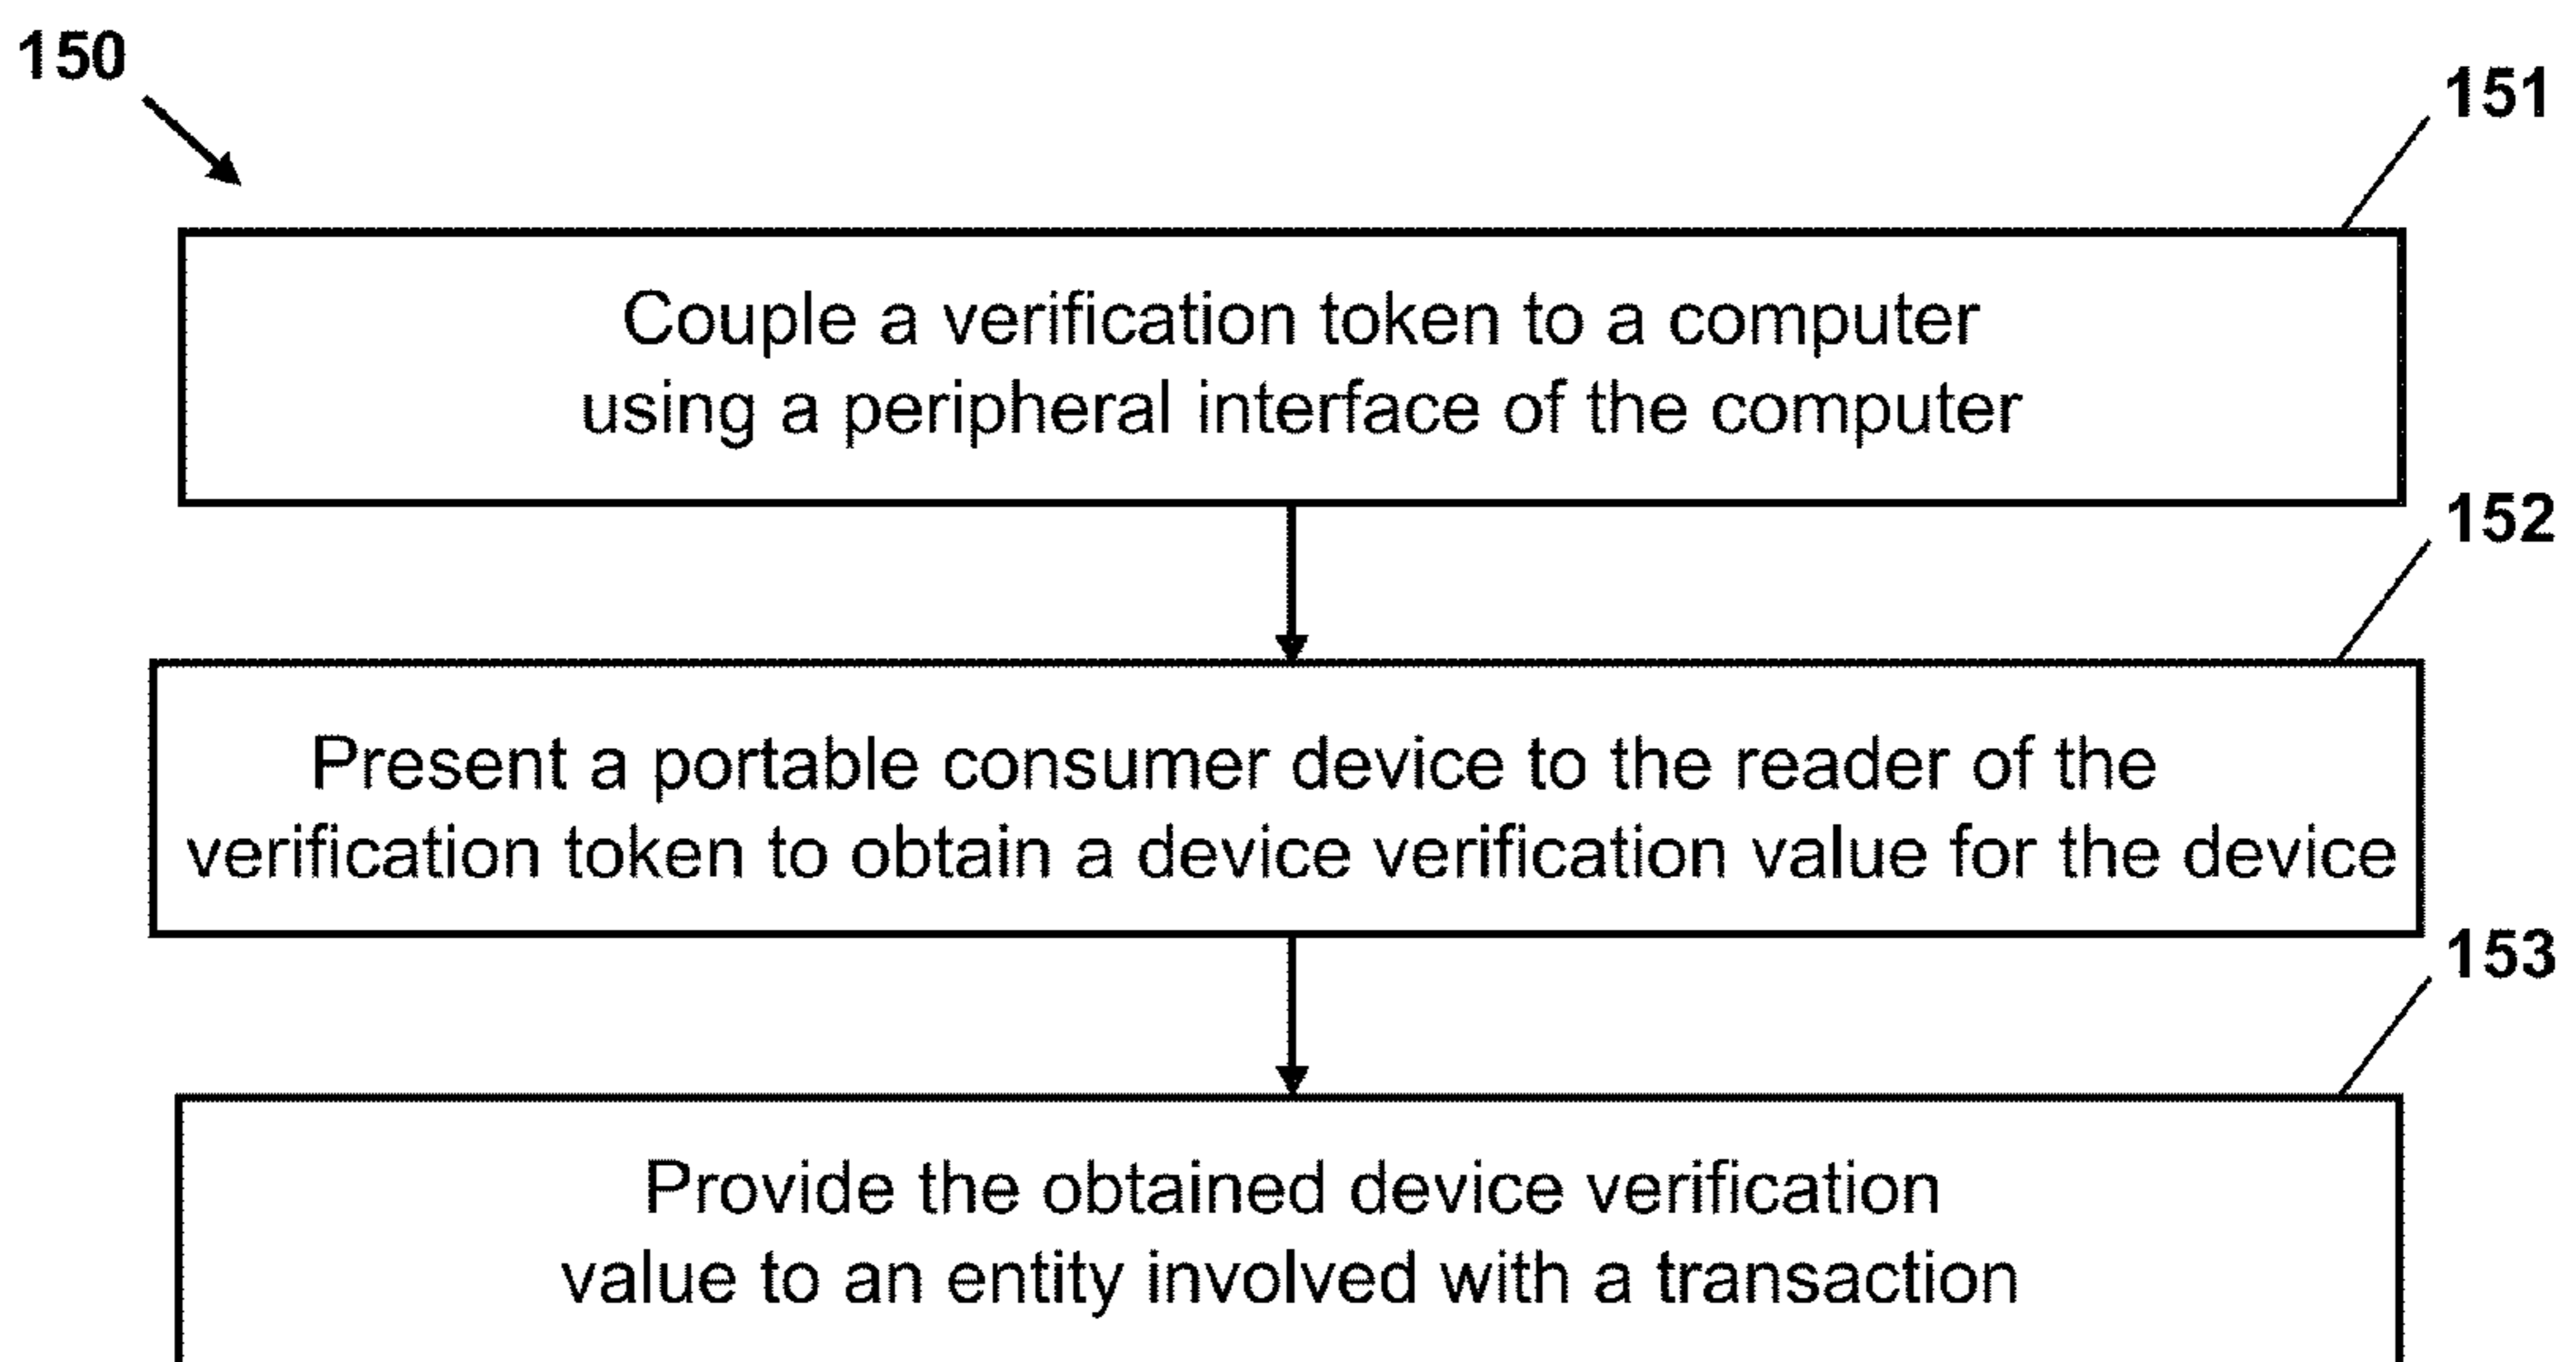 150
151
Couple a verification token to a computer
using a peripheral interface of the computer
152
Present a portable consumer device to the reader of the
verification token to obtain a device verification value for the device
153
Provide the obtained device verification
value to an entity involved with a transaction